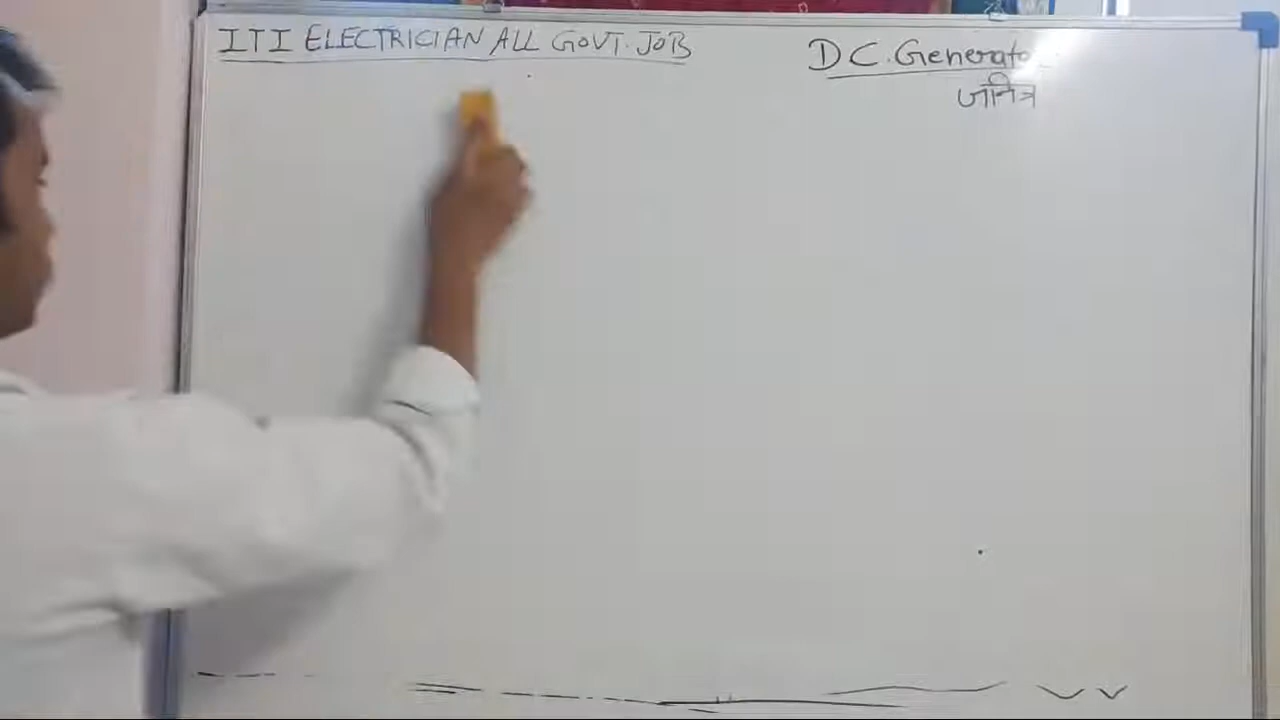 ITI ELECTRICIAN ALL GOVT. JOB
D C. Generato
जनित्र